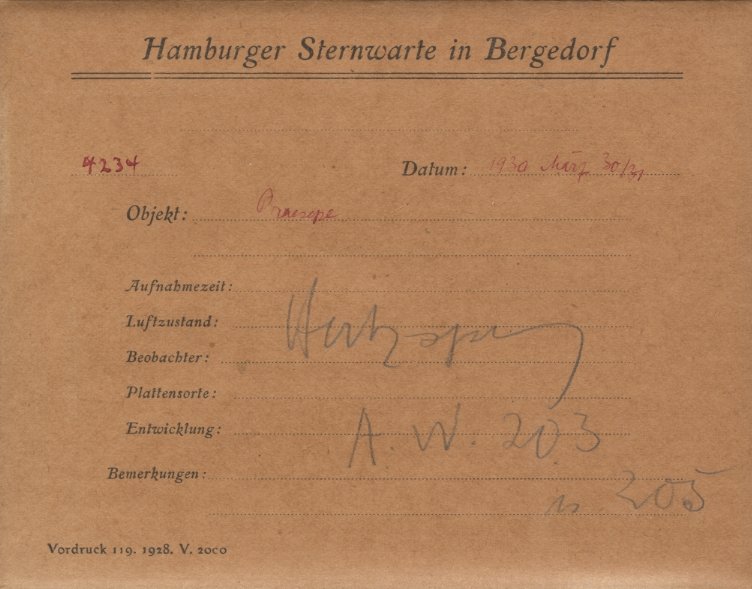 Hamburger Sternwarte in Bergedorf
4234 Datum: 1930 März 30/31
Objekt: Praesepe
Aufnahmezeit:
Luftzustand:
Beobachter:
Plattensorte:
Entwicklung:
A. W. 203
Bemerkungen:
205
Vordruck 119. 1928. V. 2000